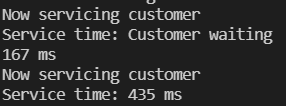 Now servicing customer
Service time: Customer waiting
167 ms
Now servicing customer
Service time: 435 ms